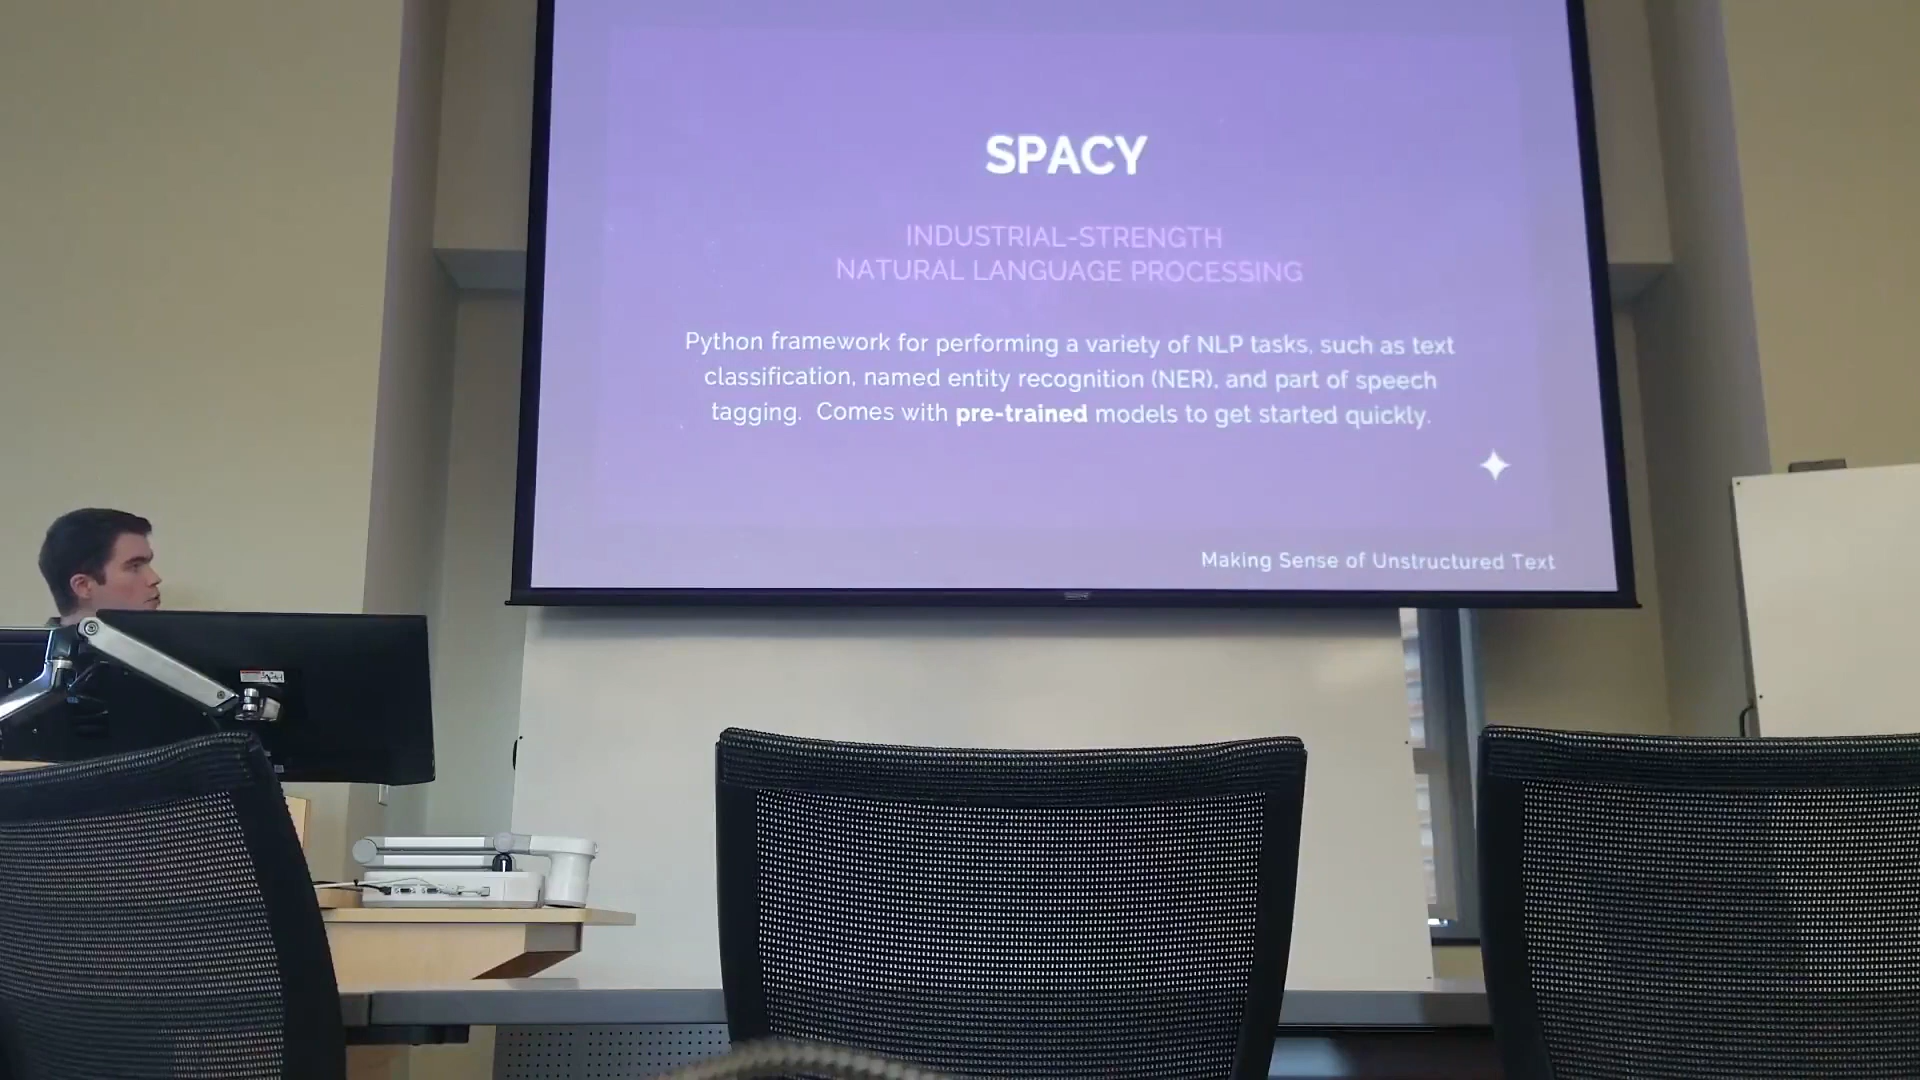 SPACY
INDUSTRIAL-STRENGTH
NATURAL LANGUAGE PROCESSING
Python framework for performing a variety of NLP tasks, such as text
classification, named entity recognition (NER), and part of speech
tagging. Comes with pre-trained models to get started quickly.
Making Sense of Unstructured Text